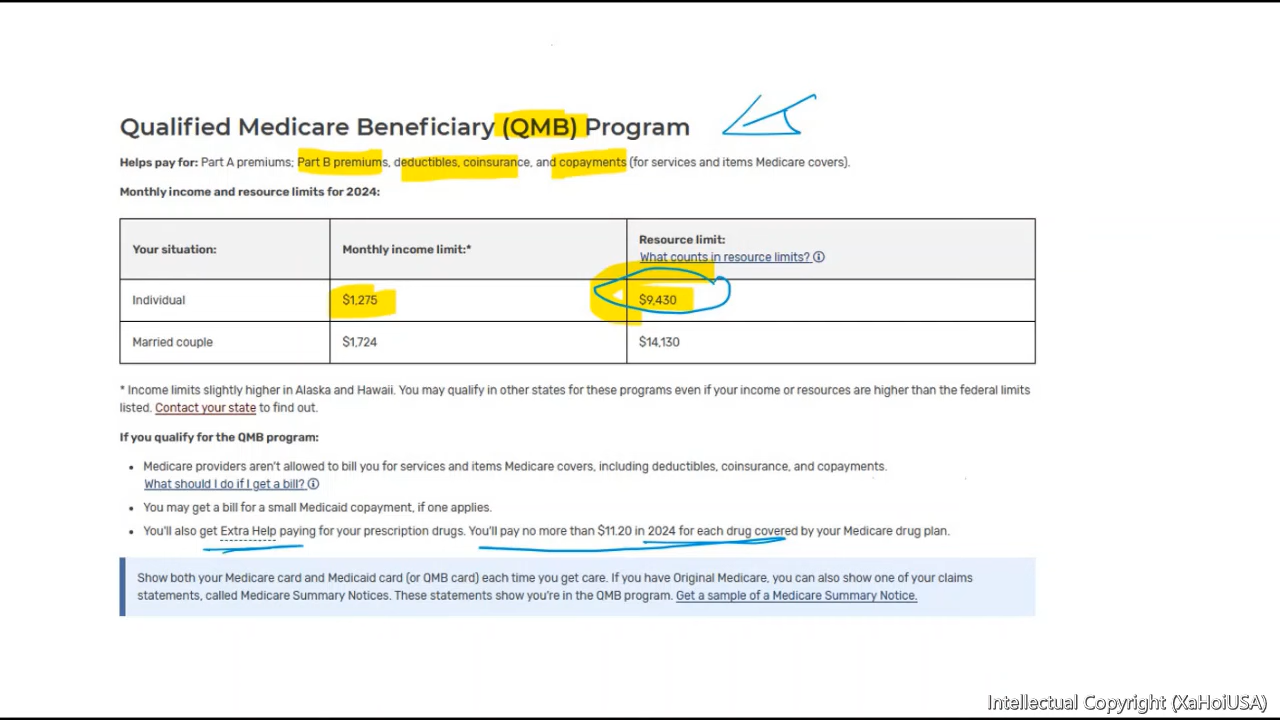 Qualified Medicare Beneficiary (QMB) Program
Helps pay for: Part A premiums; Part B premiums, deductibles, coinsurance, and copayments (for services and items Medicare covers).
Monthly income and resource limits for 2024:
Your situation:
Monthly income limit:*
Resource limit:
What counts in resource limits?
Individual
$1,275
$9,430
Married couple
$1,724
$14,130
* Income limits slightly higher in Alaska and Hawaii. You may qualify in other states for these programs even if your income or resources are higher than the federal limits
listed. Contact your state to find out.
If you qualify for the QMB program:
• Medicare providers aren't allowed to bill you for services and items Medicare covers, including deductibles, coinsurance, and copayments.
What should I do if I get a bill?
• You may get a bill for a small Medicaid copayment, if one applies.
• You'll also get Extra Help paying for your prescription drugs. You'll pay no more than $11.20 in 2024 for each drug covered by your Medicare drug plan.
Show both your Medicare card and Medicaid card (or QMB card) each time you get care. If you have Original Medicare, you can also show one of your claims
statements, called Medicare Summary Notices. These statements show you're in the QMB program. Get a sample of a Medicare Summary Notice.
Intellectual Copyright (XaHoiUSA)